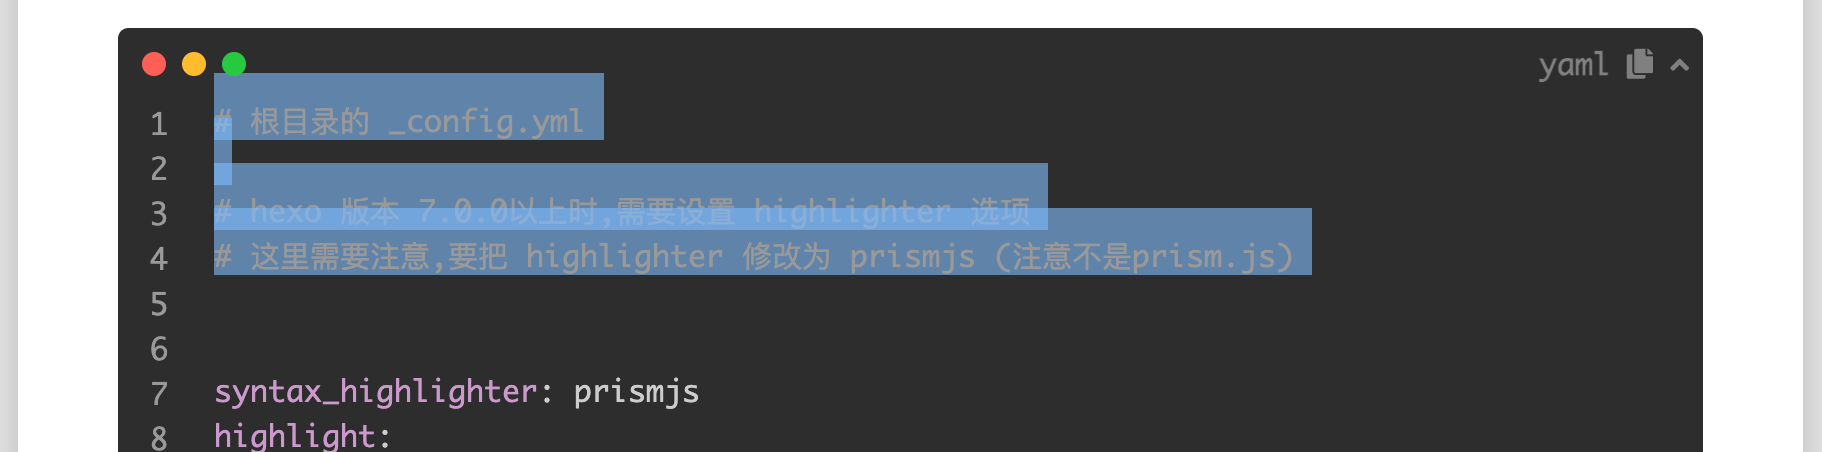 yaml
1 # 根目录的 _config.yml
2
3 # hexo 版本 7.0.0以上时,需要设置 highlighter 选项
4 # 这里需要注意,要把 highlighter 修改为 prismjs (注意不是prism.js)
5
6
7 syntax_highlighter: prismjs
8 highlight: